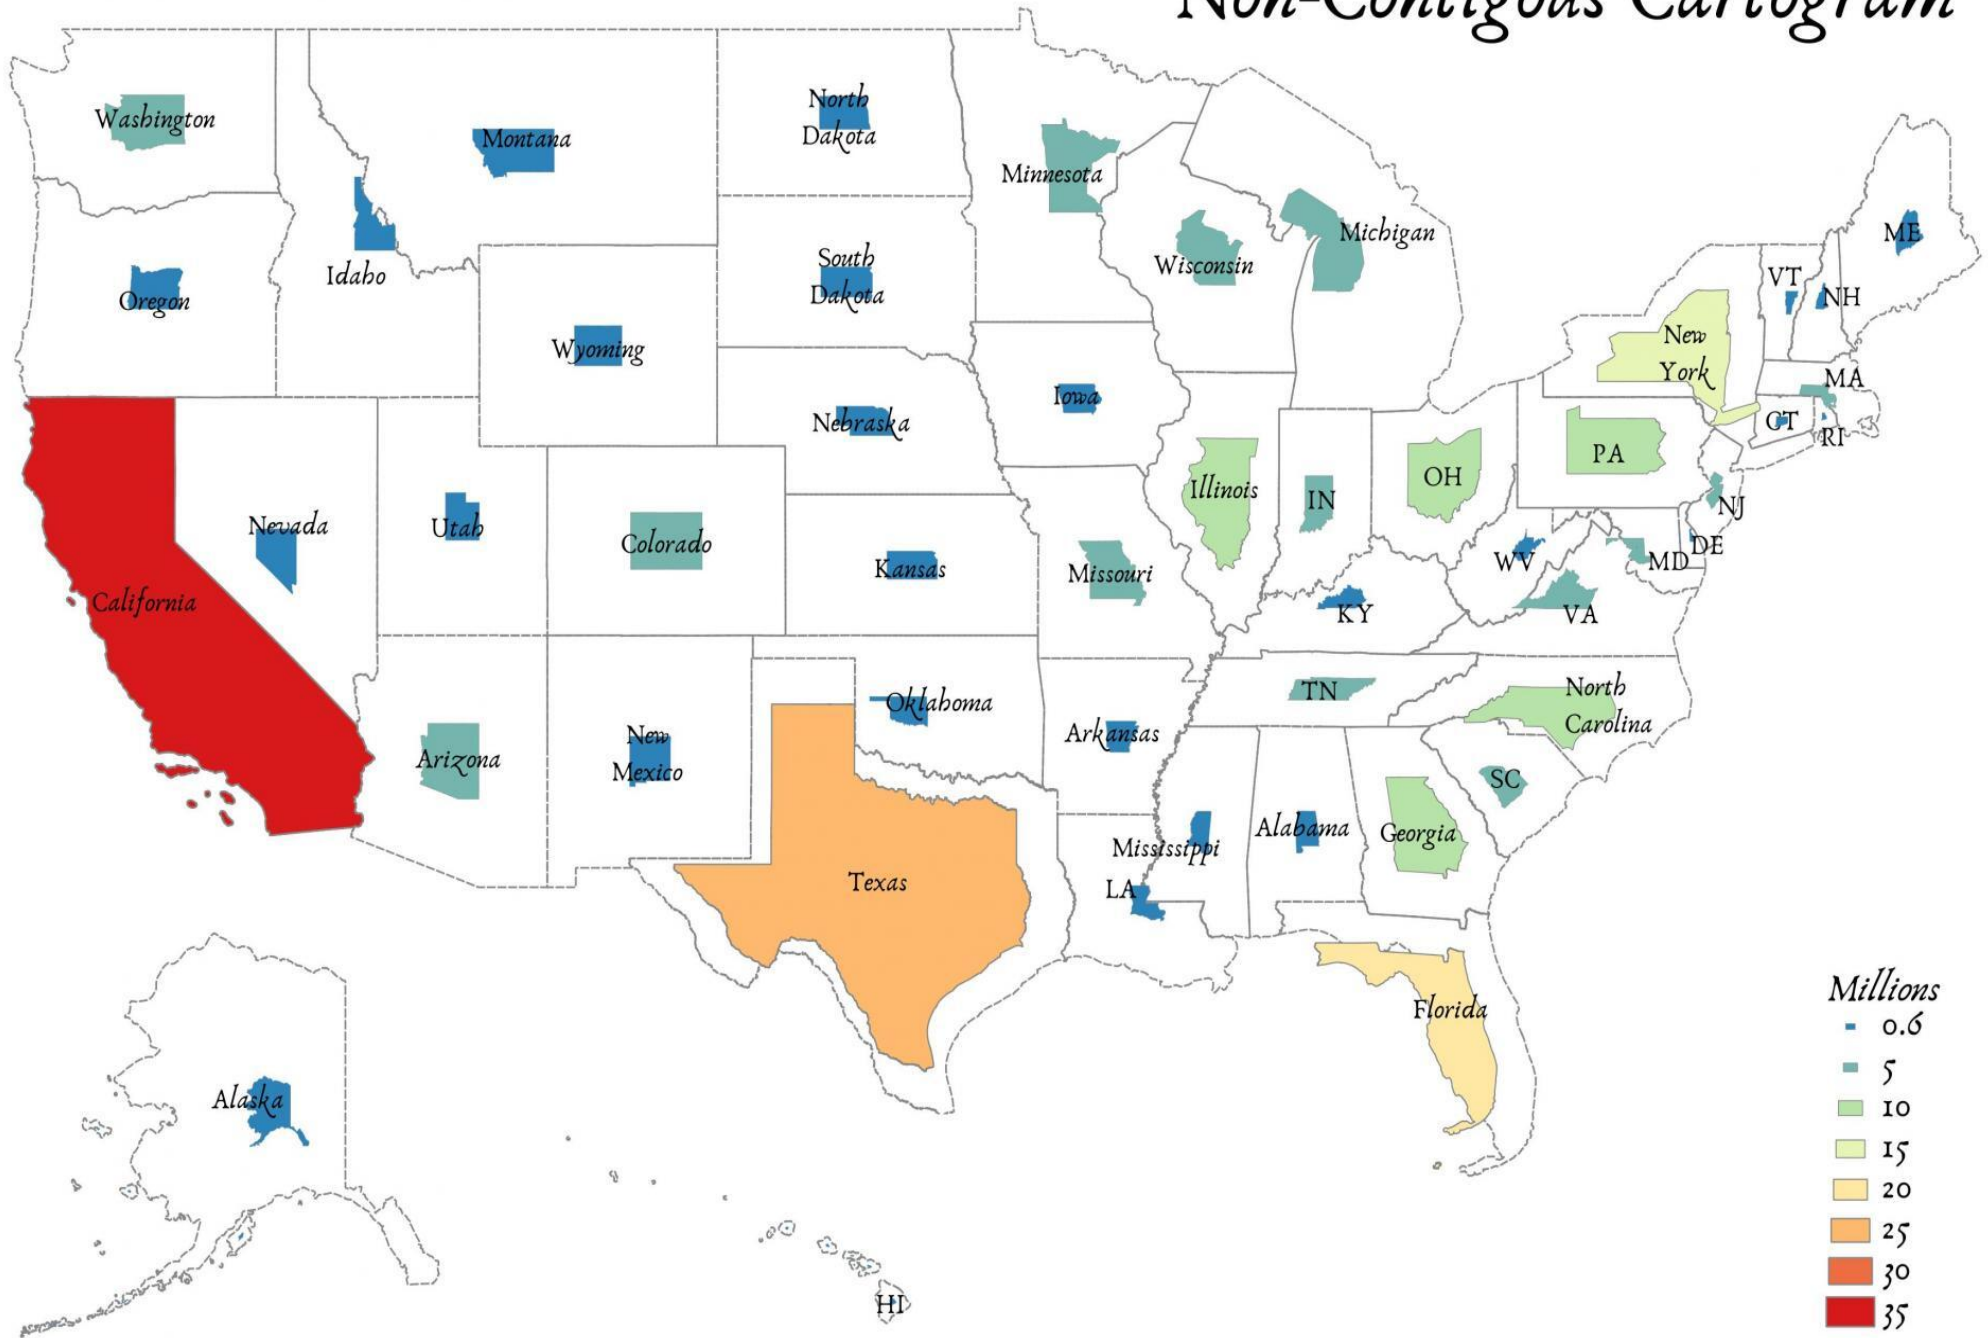 Non-Contigous Cartogram
Washington
Montana
North
Dakota
Minnesota
Michigan
Wisconsin
Idaho
Oregon
South
Dakota
Wyoming
ME
VT
NH
New
York
MA
CT
RI
Iowa
Nebraska
PA
OH
Illinois
IN
NJ
Nevada
Utah
Colorado
Kansas
Missouri
WV
MD
DE
California
KY
VA
Arizona
New
Mexico
Oklahoma
Arkansas
TN
North
Carolina
SC
Mississippi
Alabama
Georgia
LA
Texas
Florida
Alaska
HI
Millions
0.6
5
10
15
20
25
30
35